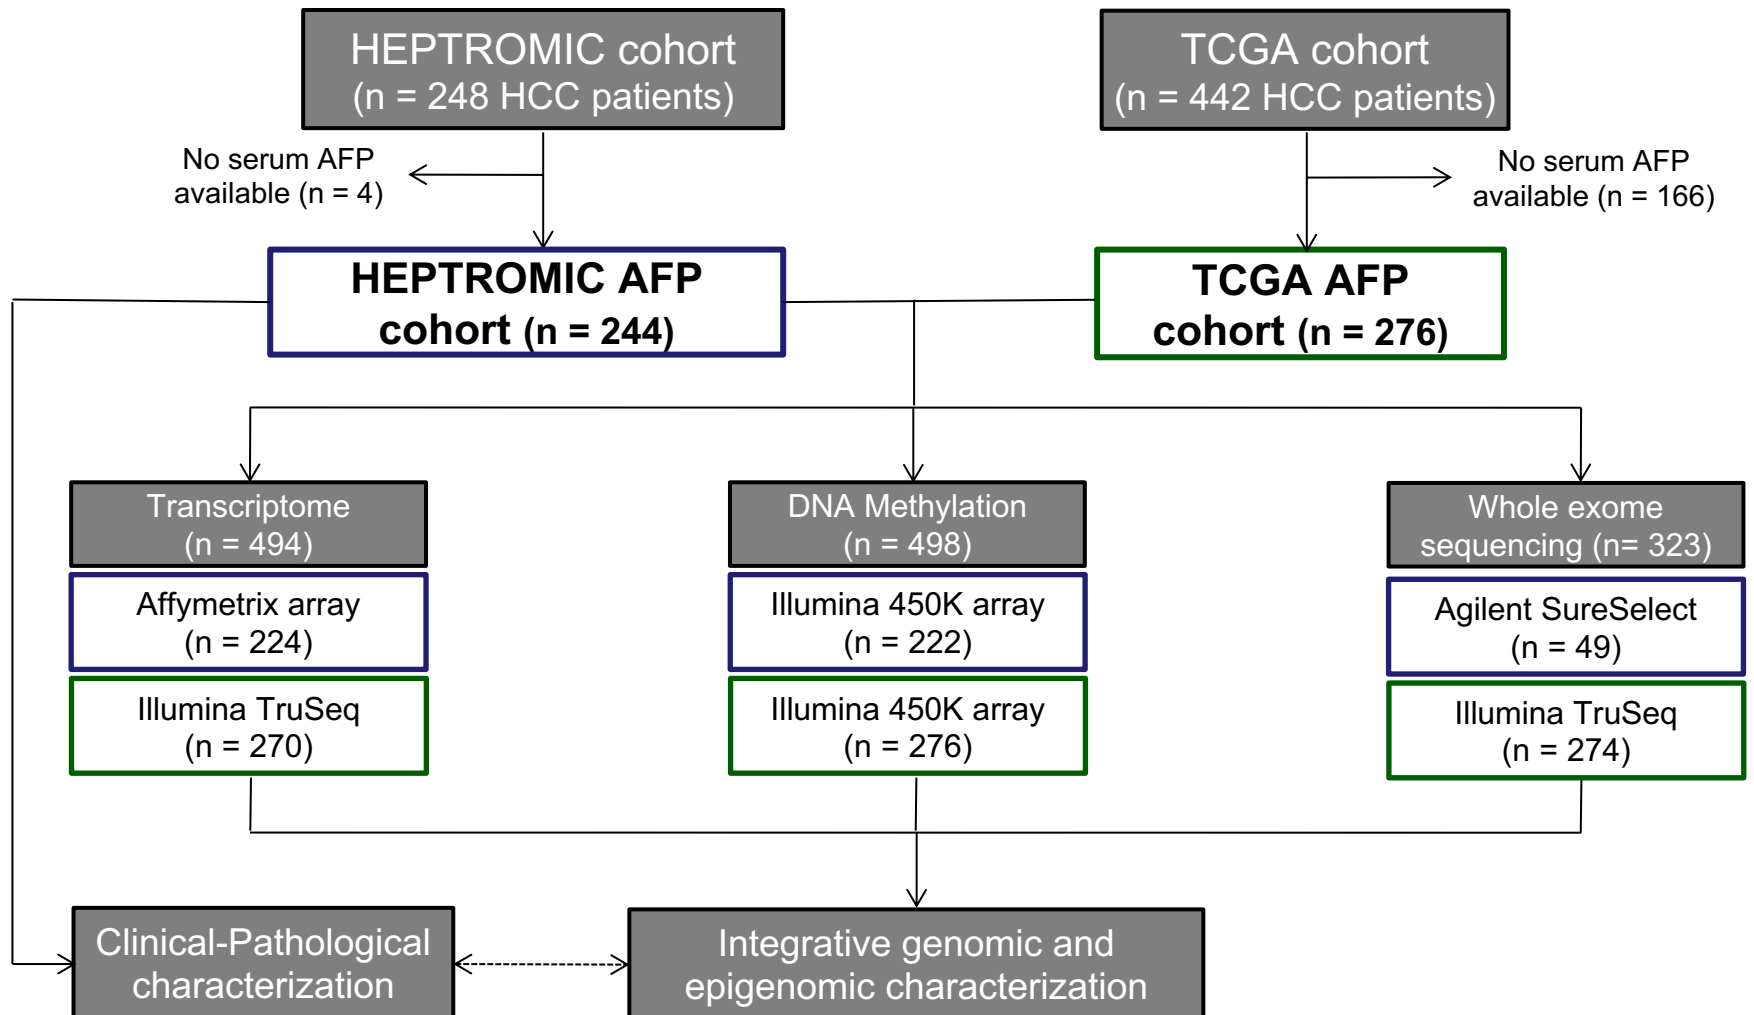 HEPTROMIC cohort
(n = 248 HCC patients)
TCGA cohort
(n = 442 HCC patients)
No serum AFP
available (n = 4)
No serum AFP
available (n = 166)
HEPTROMIC AFP
cohort (n = 244)
TCGA AFP
cohort (n = 276)
Transcriptome
(n = 494)
Affymetrix array
(n = 224)
Illumina TruSeq
(n = 270)
DNA Methylation
(n = 498)
Illumina 450K array
(n = 222)
Illumina 450K array
(n = 276)
Whole exome
sequencing (n= 323)
Agilent SureSelect
(n = 49)
Illumina TruSeq
(n = 274)
Clinical-Pathological
characterization
Integrative genomic and
epigenomic characterization